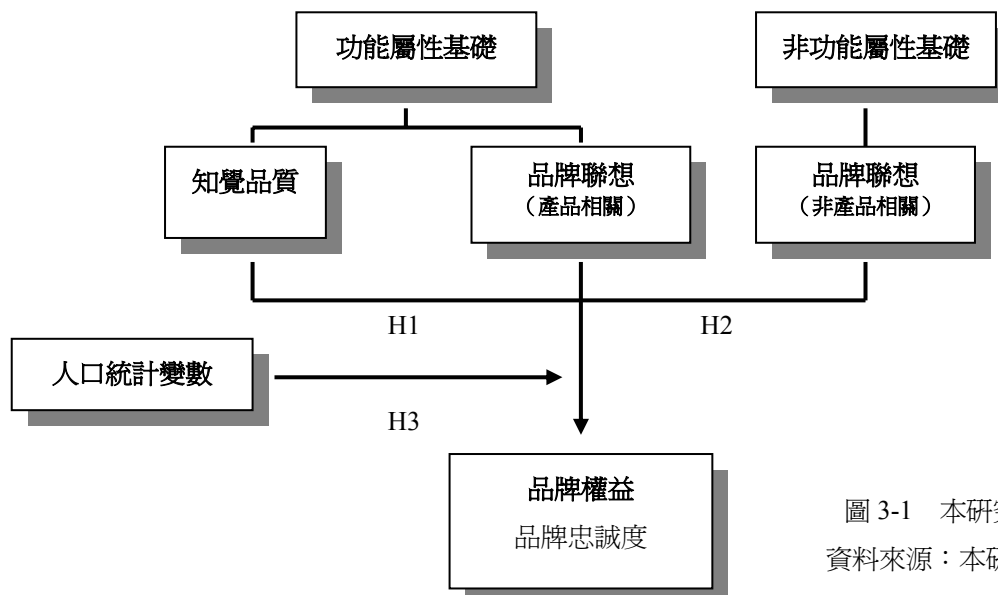 功能屬性基礎
非功能屬性基礎
知覺品質
品牌聯想
（產品相關）
品牌聯想
（非產品相關）
H1
H2
人口統計變數
H3
品牌權益
品牌忠誠度
圖 3-1 本研
資料來源：本研